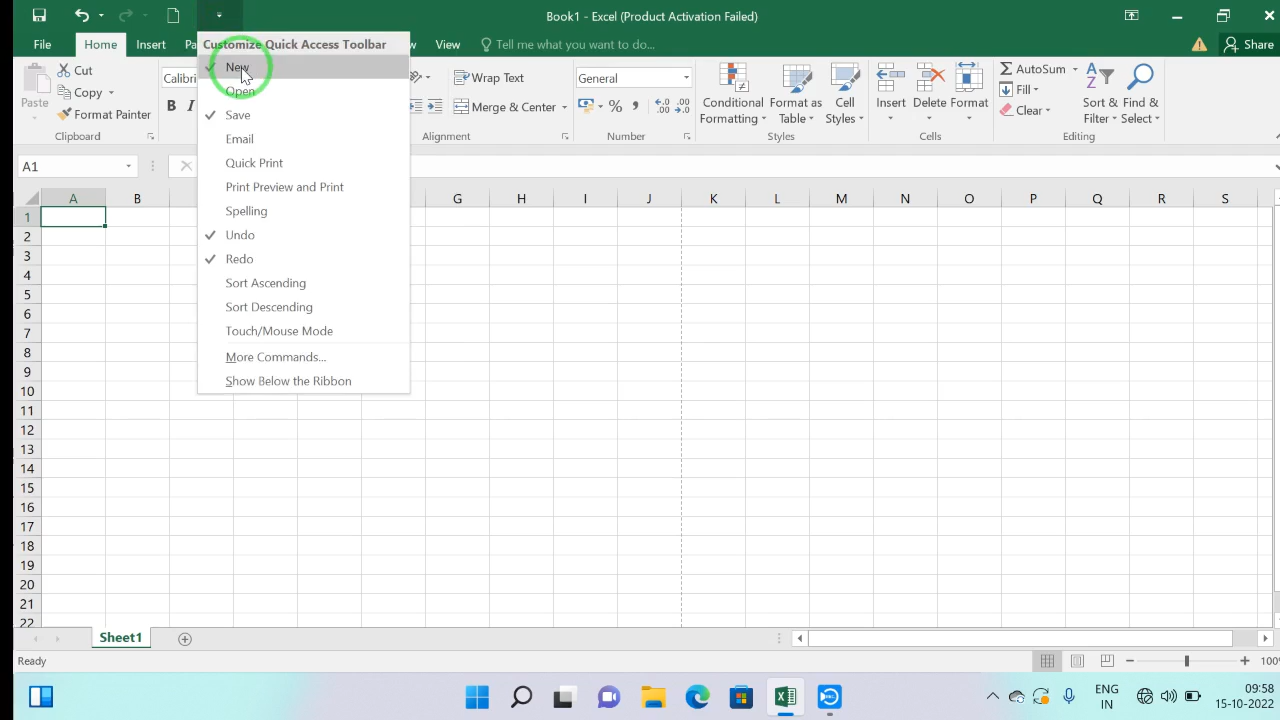 Book1 - Excel (Product Activation Failed)
File
Home
Insert
Pa
w
View
Tell me what you want to do...
Share
Customize Quick Access Toolbar
New
Open
Save
Email
Quick Print
Print Preview and Print
Spelling
Undo
Redo
Sort Ascending
Sort Descending
Touch/Mouse Mode
More Commands...
Show Below the Ribbon
Paste
Cut
Copy
Format Painter
Clipboard
Calibri
B I
Wrap Text
Merge & Center
Alignment
General
% ,
.0 .00
.00 .0
Number
Conditional
Formatting
Format as
Table
Cell
Styles
Styles
Insert
Delete
Format
Cells
AutoSum
Fill
Clear
Sort &
Filter
Find &
Select
Editing
A1
A B G H I J K L M N O P Q R S
1
2
3
4
5
6
7
8
9
10
11
12
13
14
15
16
17
18
19
20
21
22
Sheet1
Ready
100%
ENG
IN
09:58
15-10-2022